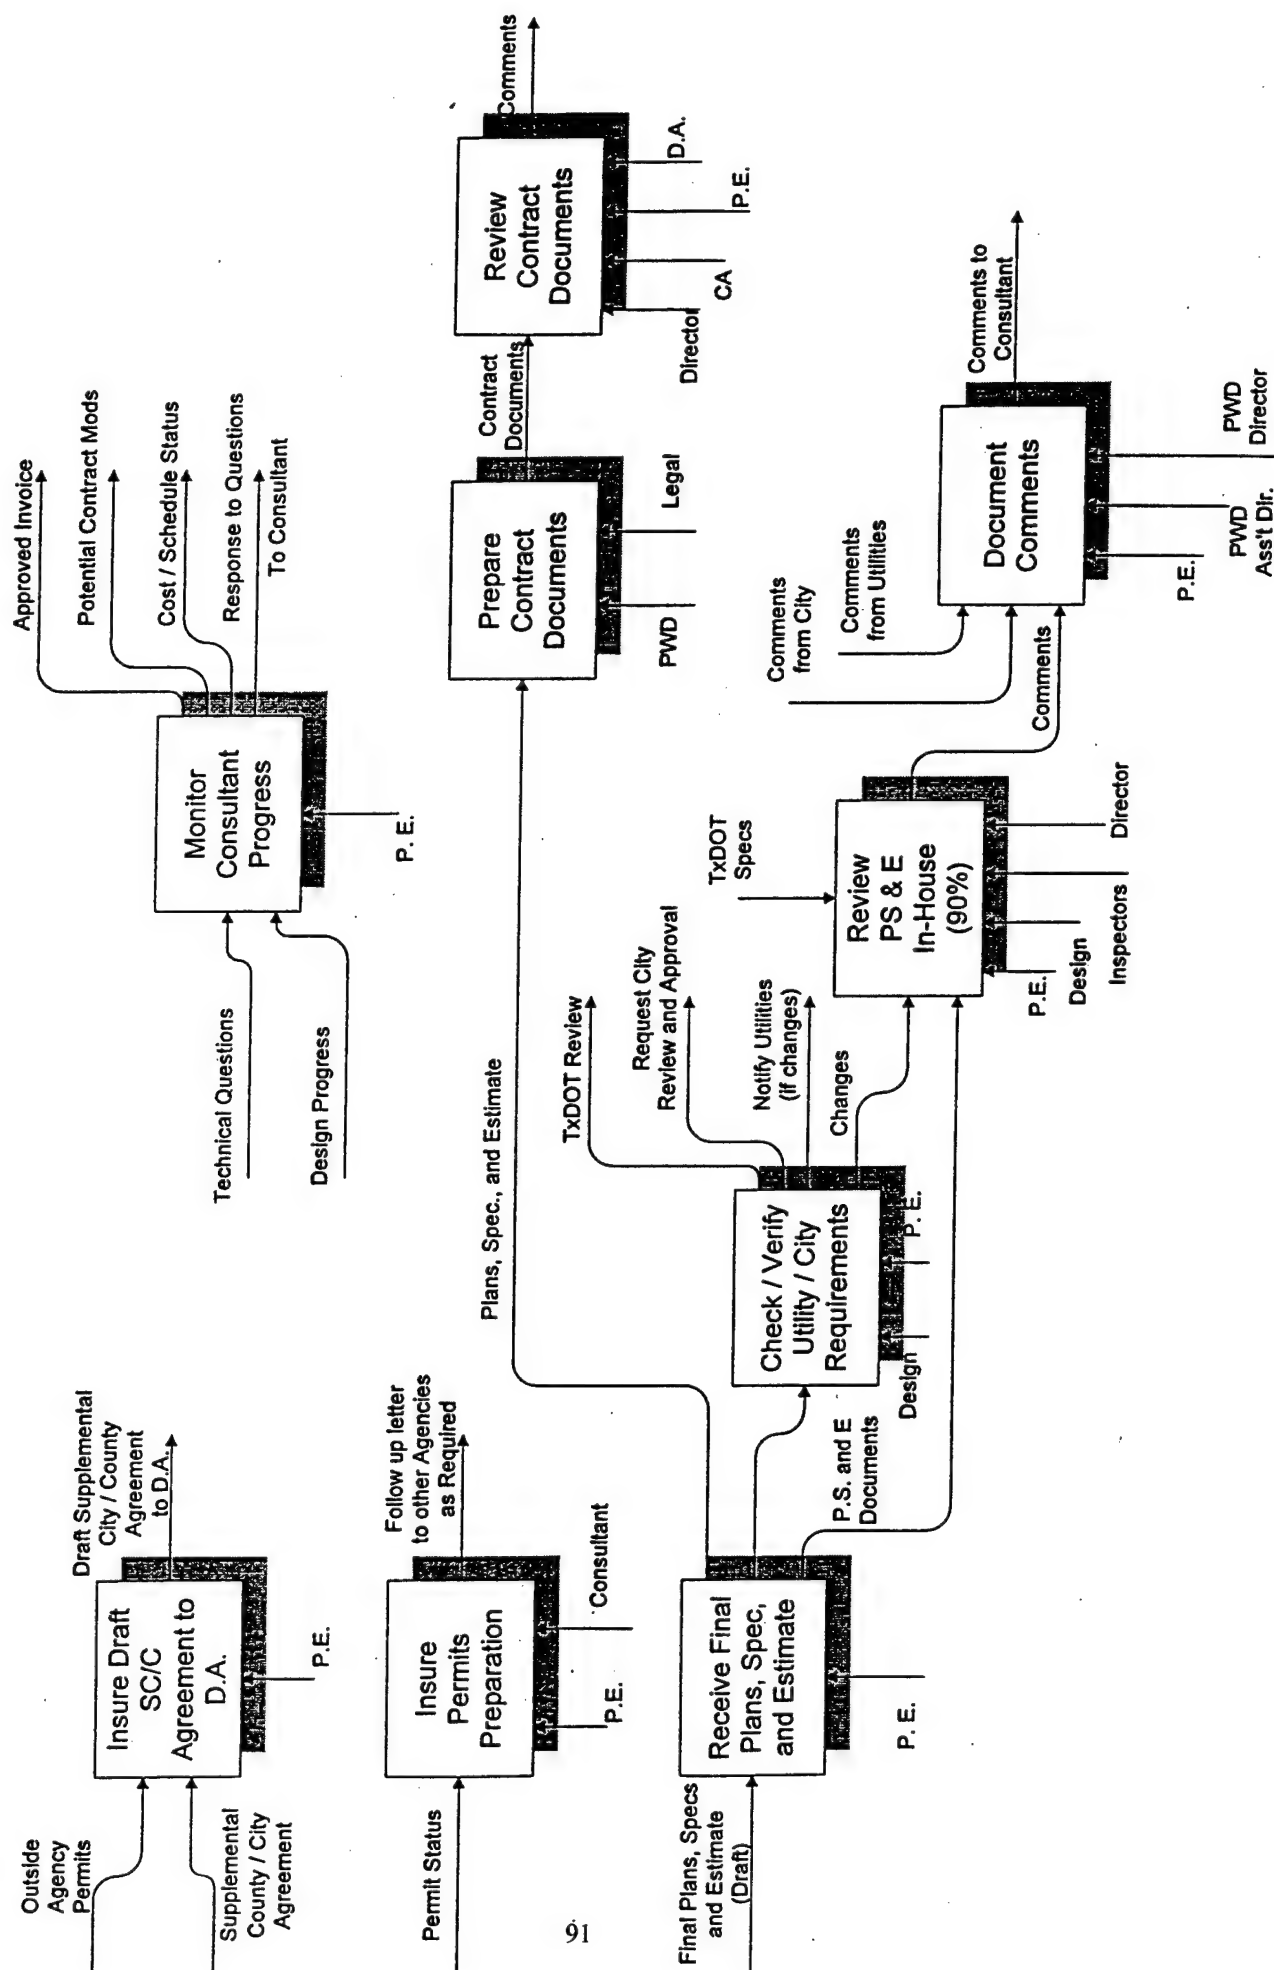 Outside
Agency
Permits
Supplemental
County / City
Agreement
Insure Draft
SC/C
Agreement to
D.A.
P.E.
Draft Supplemental
City / County
Agreement
to D.A.
Technical Questions
Design Progress
Monitor
Consultant
Progress
P. E.
Approved Invoice
Potential Contract Mods
Cost / Schedule Status
Response to Questions
To Consultant
Permit Status
Insure
Permits
Preparation
P.E.
Consultant
Follow up letter
to other Agencies
as Required
Plans, Spec., and Estimate
Prepare
Contract
Documents
PWD
Legal
Contract
Documents
Review
Contract
Documents
Director
CA
P.E.
D.A.
Comments
Final Plans, Specs
and Estimate
(Draft)
Receive Final
Plans, Spec,
and Estimate
P. E.
P.S. and E
Documents
Check / Verify
Utility / City
Requirements
Design
P. E.
TxDOT Review
Request City
Review and Approval
Notify Utilities
(if changes)
Changes
TxDOT
Specs
Review
PS & E
In-House
(90%)
P.E.
Design
Inspectors
Director
Comments
Comments
from City
Comments
from Utilities
Document
Comments
P.E.
PWD
Ass't Dir.
PWD
Director
Comments to
Consultant
91